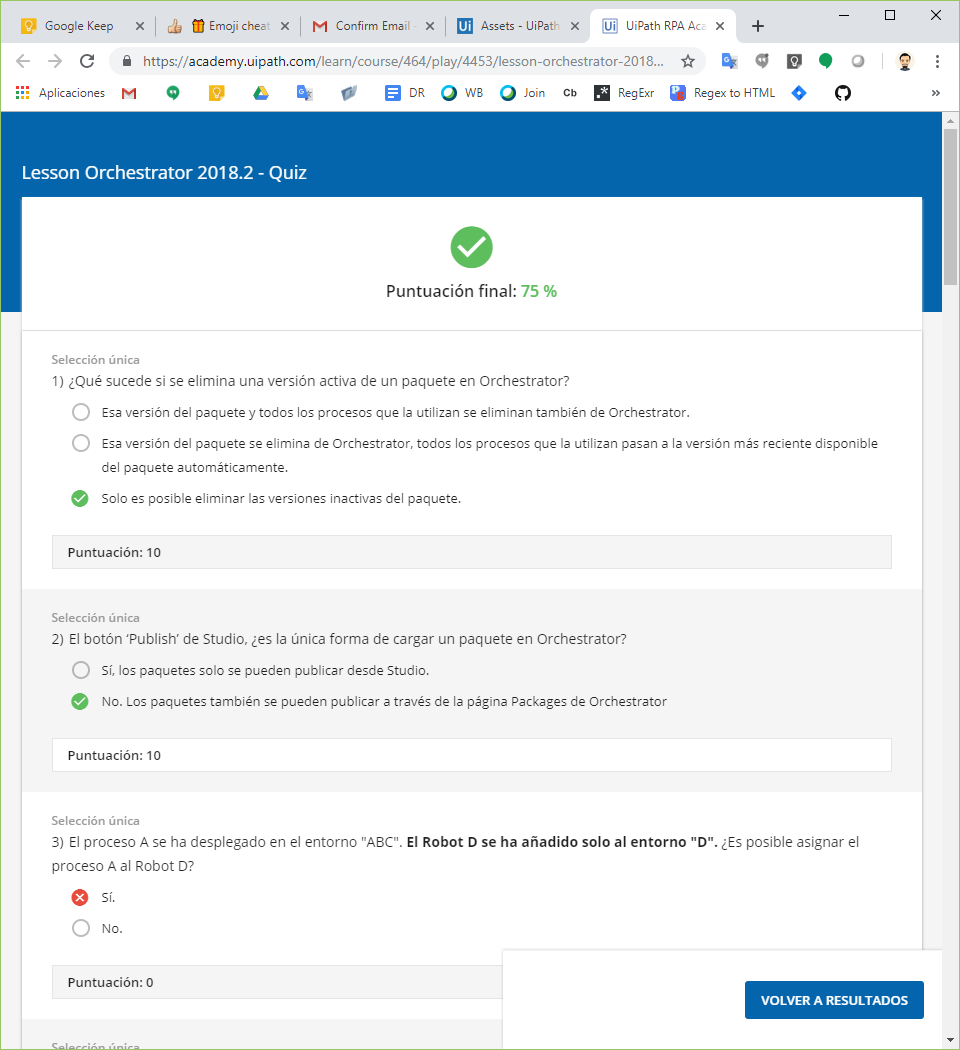 Google Keep
Emoji cheat
Confirm Email
Ui Assets - UiPath
Ui UiPath RPA Aca
https://academy.uipath.com/learn/course/464/play/4453/lesson-orchestrator-2018...
Aplicaciones
DR
WB
Join
Cb
RegExr
Regex to HTML
»
Lesson Orchestrator 2018.2 - Quiz
Puntuación final: 75 %
Selección única
1) ¿Qué sucede si se elimina una versión activa de un paquete en Orchestrator?
Esa versión del paquete y todos los procesos que la utilizan se eliminan también de Orchestrator.
Esa versión del paquete se elimina de Orchestrator, todos los procesos que la utilizan pasan a la versión más reciente disponible
del paquete automáticamente.
Solo es posible eliminar las versiones inactivas del paquete.
Puntuación: 10
Selección única
2) El botón ‘Publish’ de Studio, ¿es la única forma de cargar un paquete en Orchestrator?
Sí, los paquetes solo se pueden publicar desde Studio.
No. Los paquetes también se pueden publicar a través de la página Packages de Orchestrator
Puntuación: 10
Selección única
3) El proceso A se ha desplegado en el entorno "ABC". El Robot D se ha añadido solo al entorno "D". ¿Es posible asignar el
proceso A al Robot D?
Sí.
No.
Puntuación: 0
VOLVER A RESULTADOS
Selección única